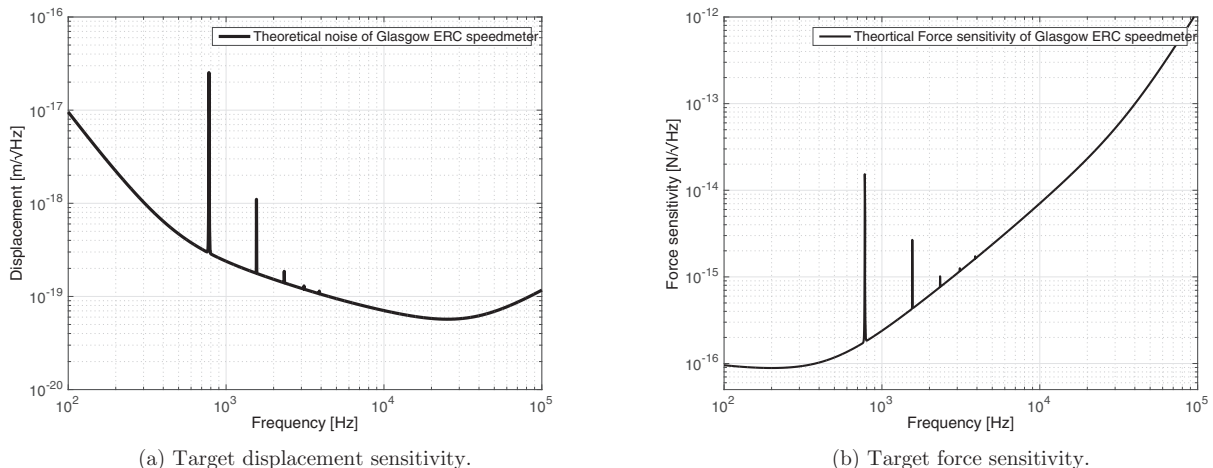 10^-16
Theoretical noise of Glasgow ERC speedmeter
10^-17
10^-18
10^-19
10^-20
Displacement [m/√Hz]
10^2
10^3
10^4
10^5
Frequency [Hz]
(a) Target displacement sensitivity.
10^-12
Theortical Force sensitivity of Glasgow ERC speedmeter
10^-13
10^-14
10^-15
10^-16
Force sensitivity [N/√Hz]
10^2
10^3
10^4
10^5
Frequency [Hz]
(b) Target force sensitivity.